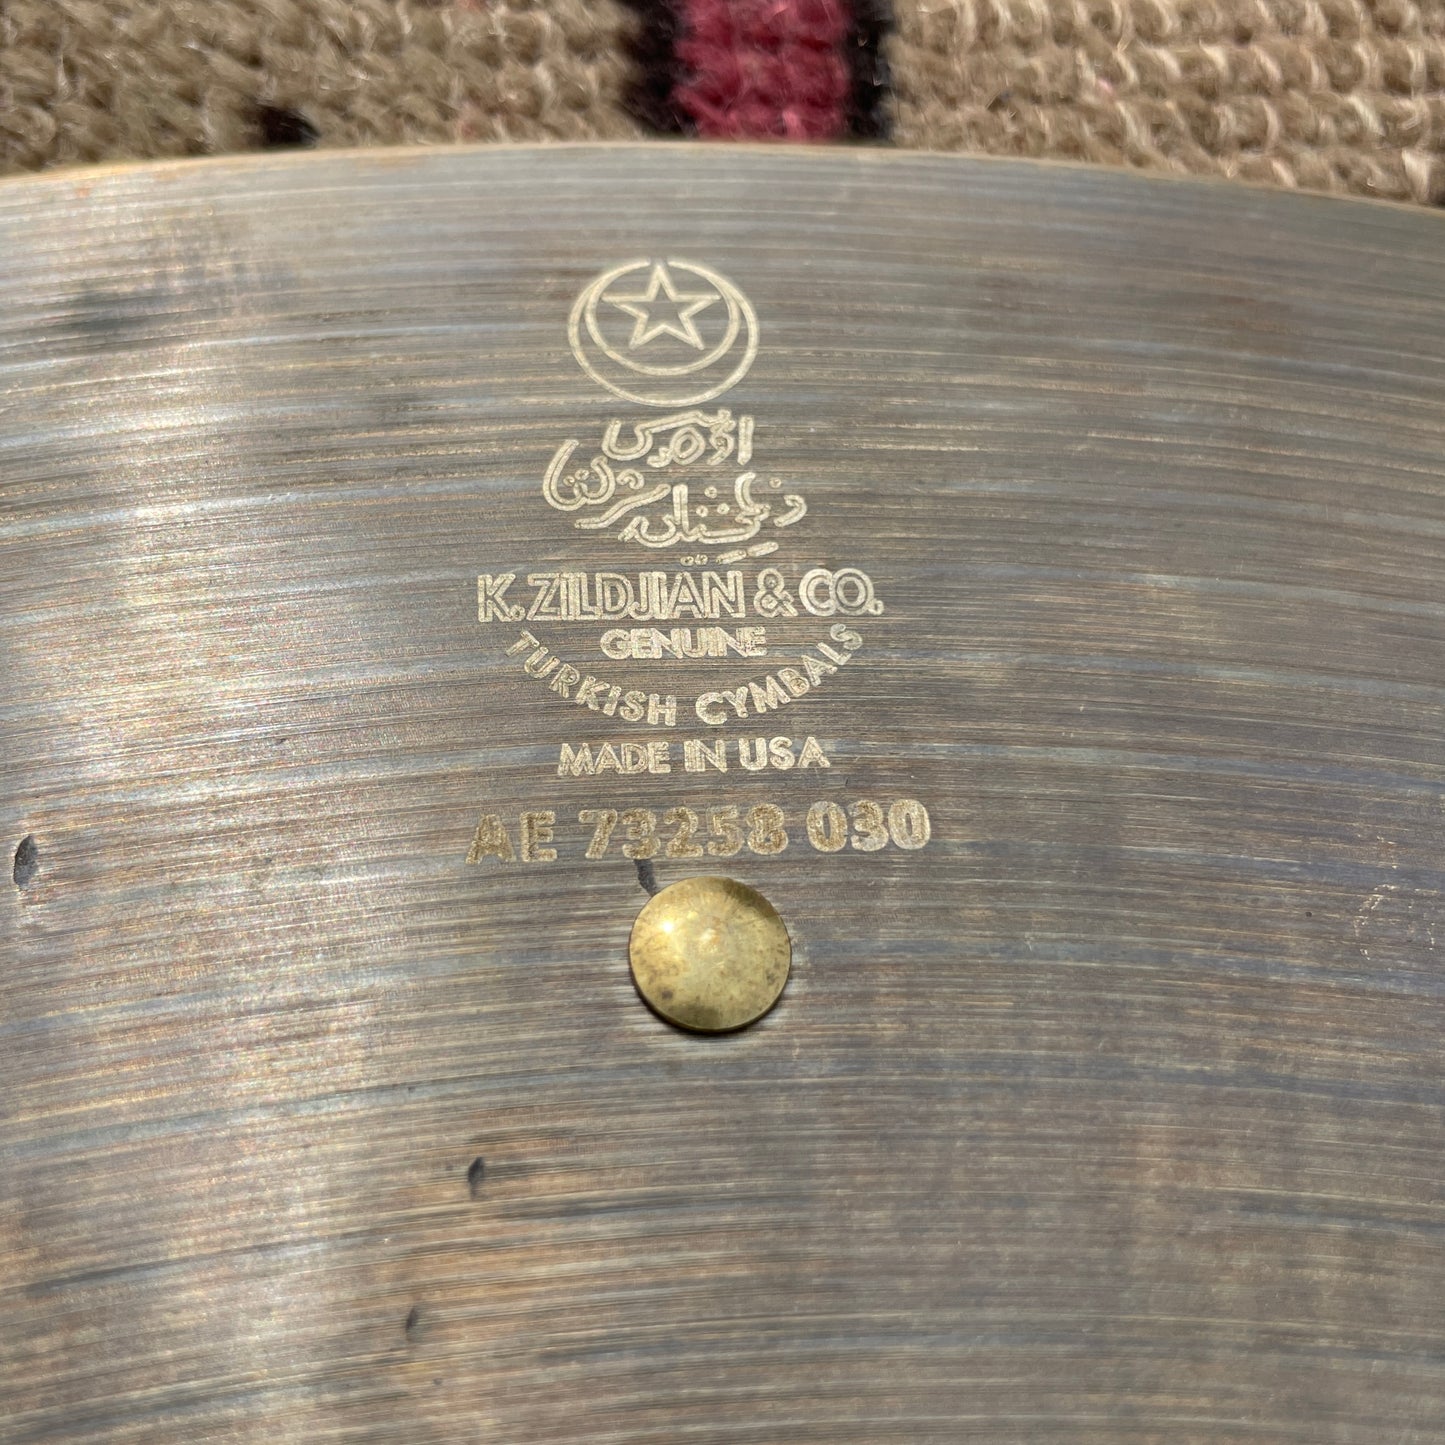 K. ZILDJIAN & CO.
GENUINE
TURKISH CYMBALS
MADE IN USA
AE 73258 030